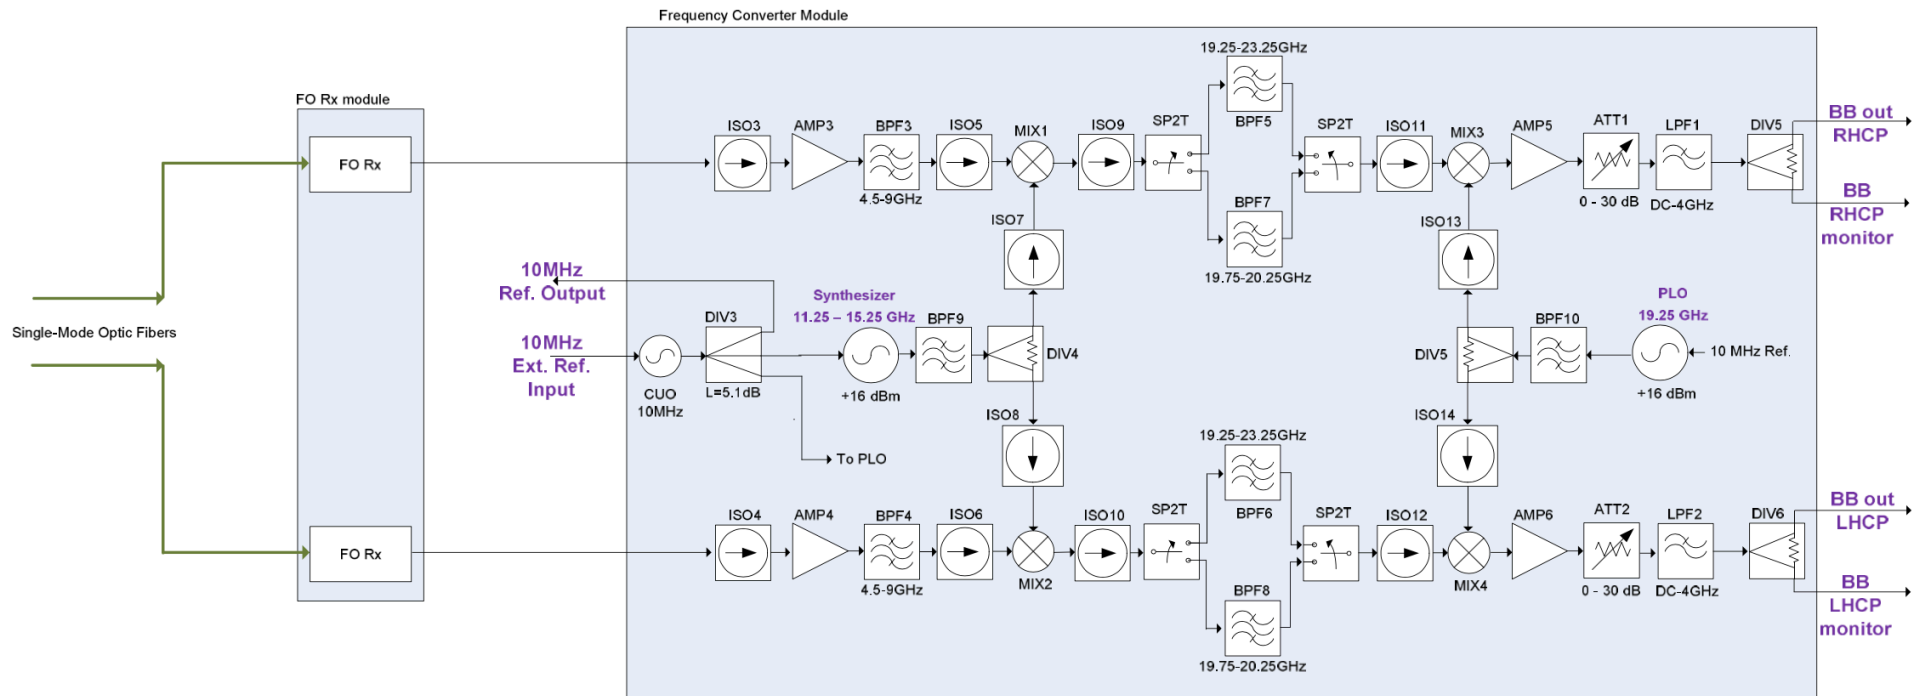 Frequency Converter Module
FO Rx module
FO Rx
ISO3
AMP3
BPF3
4.5-9GHz
ISO5
MIX1
ISO9
SP2T
19.25-23.25GHz
BPF5
BPF7
19.75-20.25GHz
SP2T
ISO11
MIX3
AMP5
ATT1
0 - 30 dB
LPF1
DC-4GHz
DIV5
BB out
RHCP
BB
RHCP
monitor
ISO7
ISO13
10MHz
Ref. Output
10MHz
Ext. Ref.
Input
Single-Mode Optic Fibers
CUO
10MHz
DIV3
L=5.1dB
Synthesizer
11.25 – 15.25 GHz
+16 dBm
BPF9
DIV4
To PLO
DIV5
BPF10
PLO
19.25 GHz
+16 dBm
10 MHz Ref.
ISO8
ISO14
FO Rx
ISO4
AMP4
BPF4
4.5-9GHz
ISO6
MIX2
ISO10
SP2T
19.25-23.25GHz
BPF6
BPF8
19.75-20.25GHz
SP2T
ISO12
MIX4
AMP6
ATT2
0 - 30 dB
LPF2
DC-4GHz
DIV6
BB out
LHCP
BB
LHCP
monitor